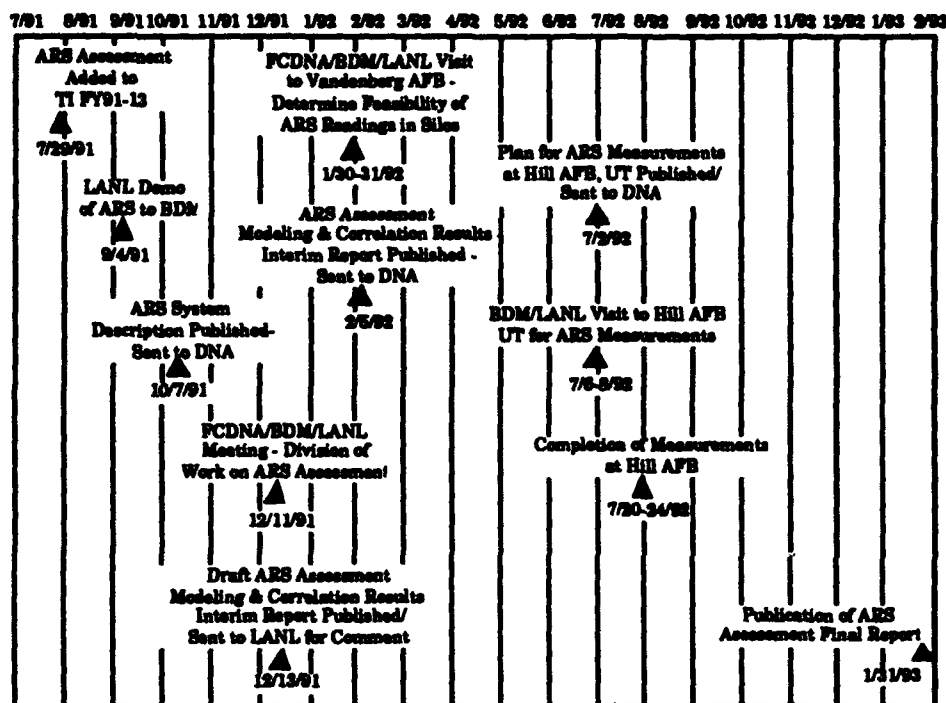 7/91 8/91 9/91 10/91 11/91 12/91 1/92 2/92 3/92 4/92 5/92 6/92 7/92 8/92 9/92 10/92 11/92 12/92 1/93 2/93
ARS Assessment
Added to
TI FY91-13
7/29/91
LANL Demo
of ARS to BDM
9/4/91
ARS System
Description Published-
Sent to DNA
10/7/91
FCDNA/BDM/LANL
Meeting - Division of
Work on ARS Assessment
12/11/91
Draft ARS Assessment
Modeling & Correlation Results
Interim Report Published/
Sent to LANL for Comment
12/13/91
FCDNA/BDM/LANL Visit
to Vandenberg AFB -
Determine Feasibility of
ARS Readings in Silos
1/30-31/92
ARS Assessment
Modeling & Correlation Results
Interim Report Published -
Sent to DNA
2/5/92
Plan for ARS Measurements
at Hill AFB, UT Published/
Sent to DNA
7/2/92
BDM/LANL Visit to Hill AFB
UT for ARS Measurements
7/6-8/92
Completion of Measurements
at Hill AFB
7/20-24/92
Publication of ARS
Assessment Final Report
1/31/93